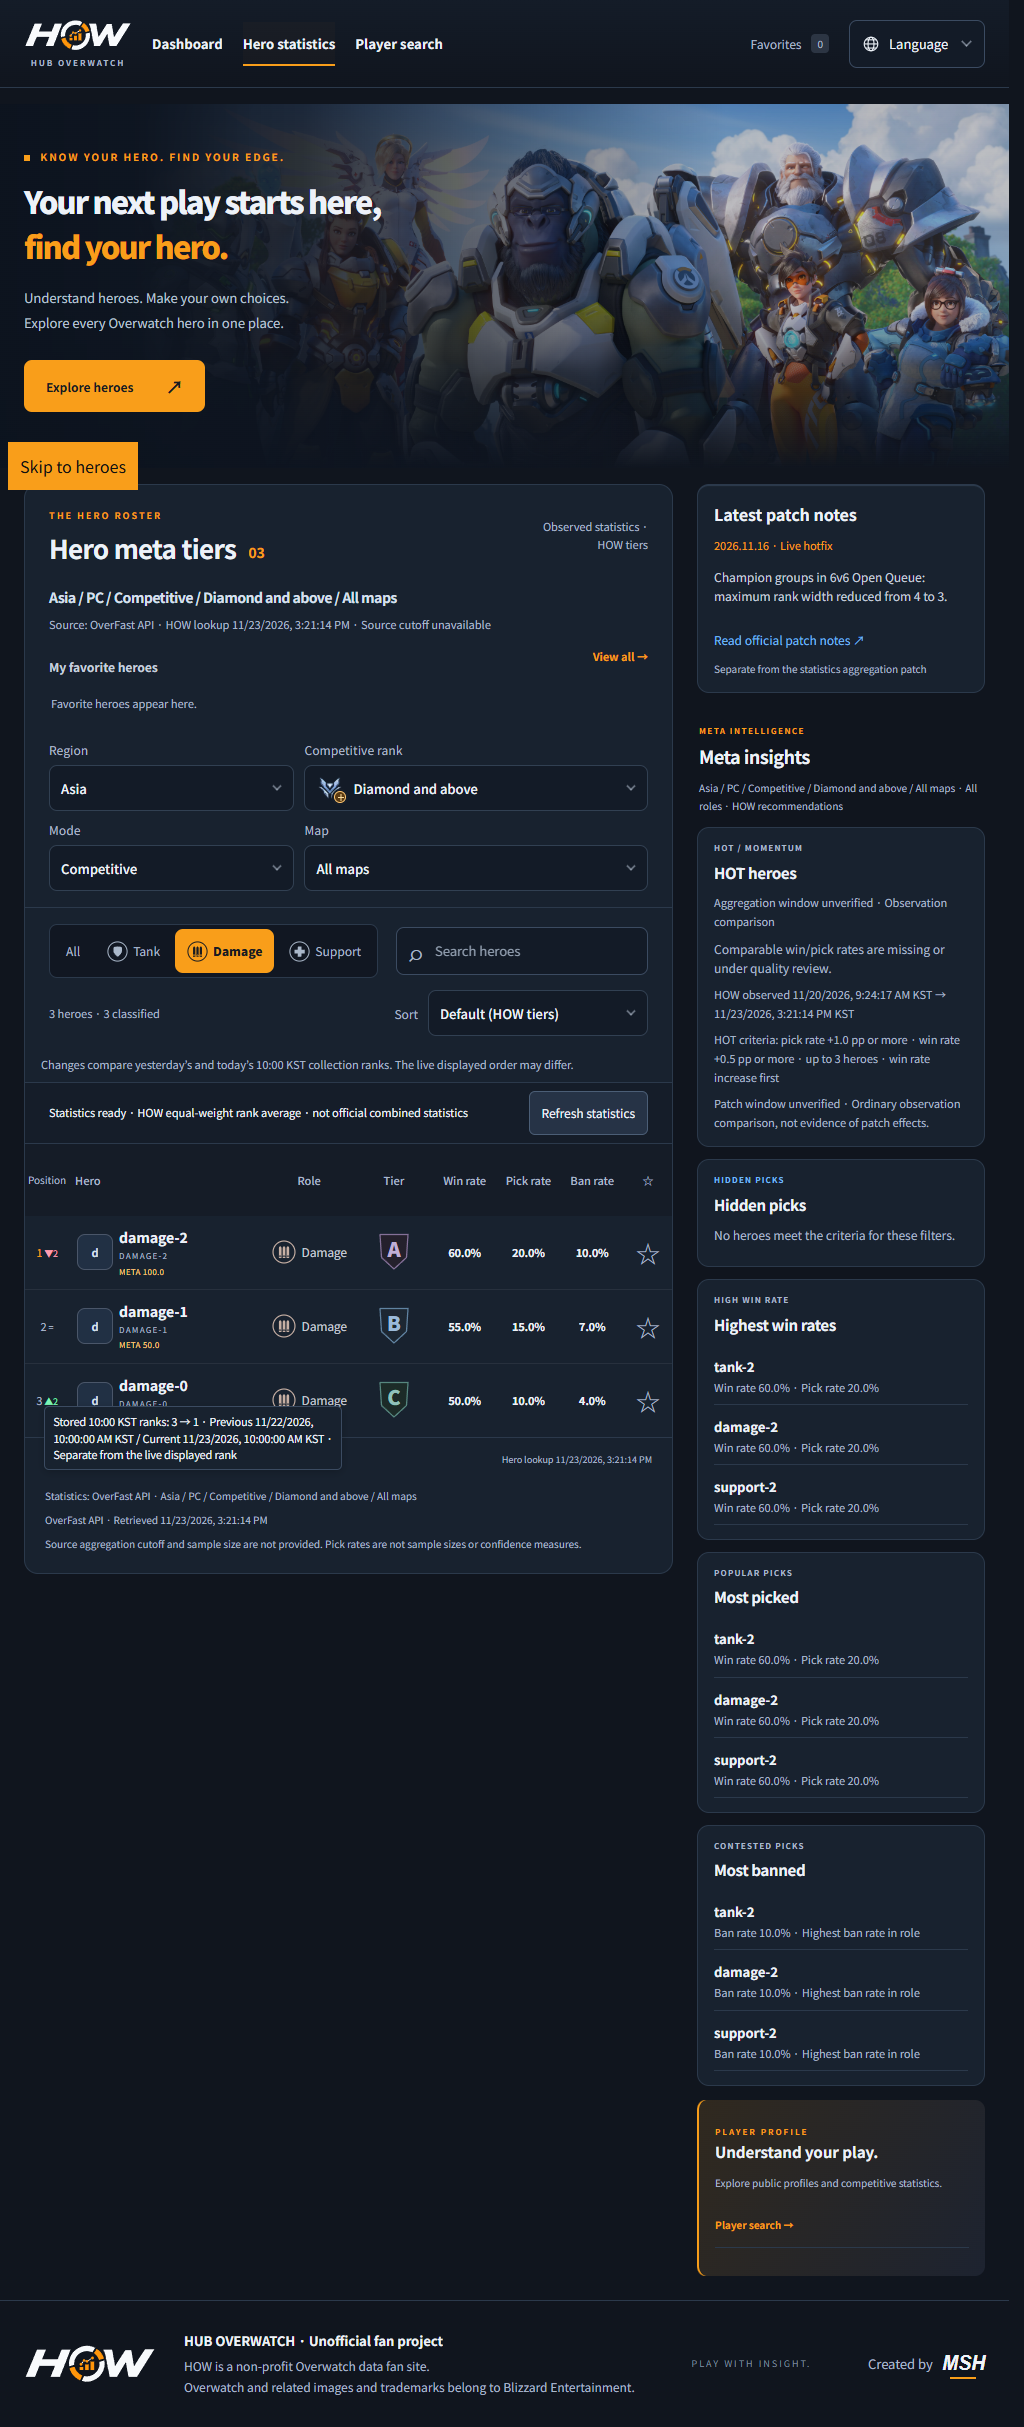 HOW
HUB OVERWATCH
Dashboard
Hero statistics
Player search
Favorites 0
Language
KNOW YOUR HERO. FIND YOUR EDGE.
Your next play starts here,
find your hero.
Understand heroes. Make your own choices.
Explore every Overwatch hero in one place.
Explore heroes ↗
Skip to heroes
THE HERO ROSTER
Hero meta tiers 03
Observed statistics ·
HOW tiers
Asia / PC / Competitive / Diamond and above / All maps
Source: OverFast API · HOW lookup 11/23/2026, 3:21:14 PM · Source cutoff unavailable
My favorite heroes
View all →
Favorite heroes appear here.
Region
Competitive rank
Asia
Diamond and above
Mode
Map
Competitive
All maps
All
Tank
Damage
Support
Search heroes
3 heroes · 3 classified
Sort
Default (HOW tiers)
Changes compare yesterday's and today's 10:00 KST collection ranks. The live displayed order may differ.
Statistics ready · HOW equal-weight rank average · not official combined statistics
Refresh statistics
Position Hero Role Tier Win rate Pick rate Ban rate ☆
1 ▼2 d damage-2 Damage A 60.0% 20.0% 10.0% ☆
DAMAGE-2
META 100.0
2 = d damage-1 Damage B 55.0% 15.0% 7.0% ☆
DAMAGE-1
META 50.0
3 ▲2 d damage-0 Damage C 50.0% 10.0% 4.0% ☆
DAMAGE-0
Stored 10:00 KST ranks: 3 → 1 · Previous 11/22/2026,
10:00:00 AM KST / Current 11/23/2026, 10:00:00 AM KST ·
Separate from the live displayed rank
Hero lookup 11/23/2026, 3:21:14 PM
Statistics: OverFast API · Asia / PC / Competitive / Diamond and above / All maps
OverFast API · Retrieved 11/23/2026, 3:21:14 PM
Source aggregation cutoff and sample size are not provided. Pick rates are not sample sizes or confidence measures.
Latest patch notes
2026.11.16 · Live hotfix
Champion groups in 6v6 Open Queue:
maximum rank width reduced from 4 to 3.
Read official patch notes ↗
Separate from the statistics aggregation patch
META INTELLIGENCE
Meta insights
Asia / PC / Competitive / Diamond and above / All maps · All
roles · HOW recommendations
HOT / MOMENTUM
HOT heroes
Aggregation window unverified · Observation
comparison
Comparable win/pick rates are missing or
under quality review.
HOW observed 11/20/2026, 9:24:17 AM KST →
11/23/2026, 3:21:14 PM KST
HOT criteria: pick rate +1.0 pp or more · win rate
+0.5 pp or more · up to 3 heroes · win rate
increase first
Patch window unverified · Ordinary observation
comparison, not evidence of patch effects.
HIDDEN PICKS
Hidden picks
No heroes meet the criteria for these filters.
HIGH WIN RATE
Highest win rates
tank-2
Win rate 60.0% · Pick rate 20.0%
damage-2
Win rate 60.0% · Pick rate 20.0%
support-2
Win rate 60.0% · Pick rate 20.0%
POPULAR PICKS
Most picked
tank-2
Win rate 60.0% · Pick rate 20.0%
damage-2
Win rate 60.0% · Pick rate 20.0%
support-2
Win rate 60.0% · Pick rate 20.0%
CONTESTED PICKS
Most banned
tank-2
Ban rate 10.0% · Highest ban rate in role
damage-2
Ban rate 10.0% · Highest ban rate in role
support-2
Ban rate 10.0% · Highest ban rate in role
PLAYER PROFILE
Understand your play.
Explore public profiles and competitive statistics.
Player search →
HOW
HUB OVERWATCH · Unofficial fan project
HOW is a non-profit Overwatch data fan site.
Overwatch and related images and trademarks belong to Blizzard Entertainment.
PLAY WITH INSIGHT.
Created by MSH